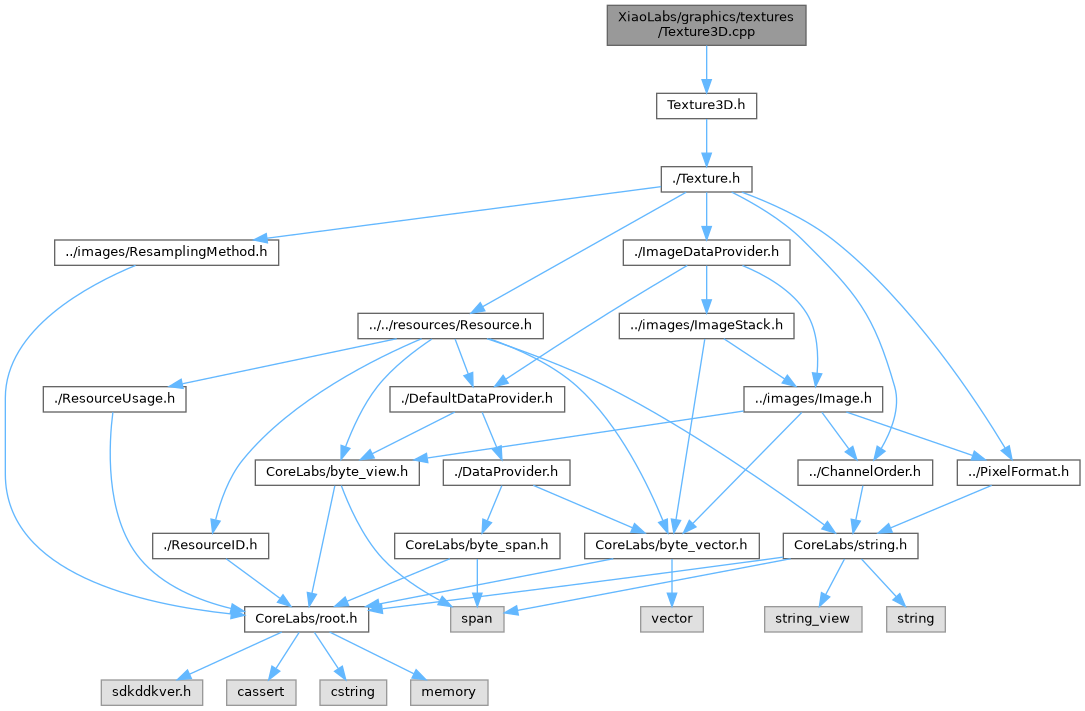 XiaoLabs/graphics/textures
/Texture3D.cpp
Texture3D.h
./Texture.h
../images/ResamplingMethod.h
./ImageDataProvider.h
../../resources/Resource.h
../images/ImageStack.h
./ResourceUsage.h
./DefaultDataProvider.h
../images/Image.h
CoreLabs/byte_view.h
./DataProvider.h
../ChannelOrder.h
../PixelFormat.h
./ResourceID.h
CoreLabs/byte_span.h
CoreLabs/byte_vector.h
CoreLabs/string.h
CoreLabs/root.h
span
vector
string_view
string
sdkddkver.h
cassert
cstring
memory